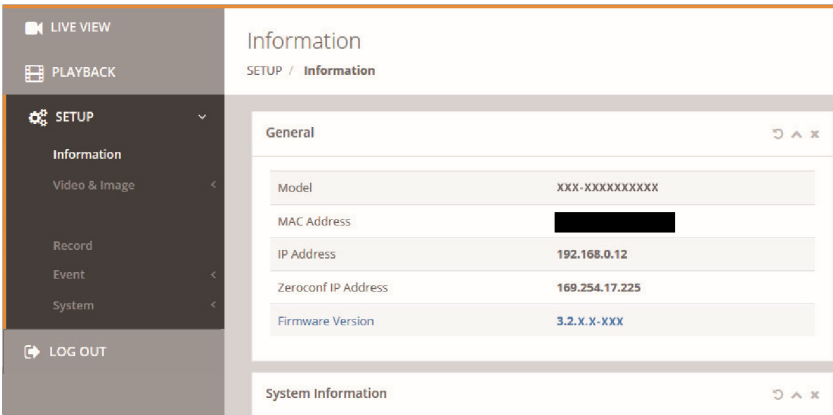 LIVE VIEW
PLAYBACK
SETUP
Information
Video & Image
Record
Event
System
LOG OUT
Information
SETUP / Information
General
Model XXX-XXXXXXXXXX
MAC Address
IP Address 192.168.0.12
Zeroconf IP Address 169.254.17.225
Firmware Version 3.2.X.X-XXX
System Information